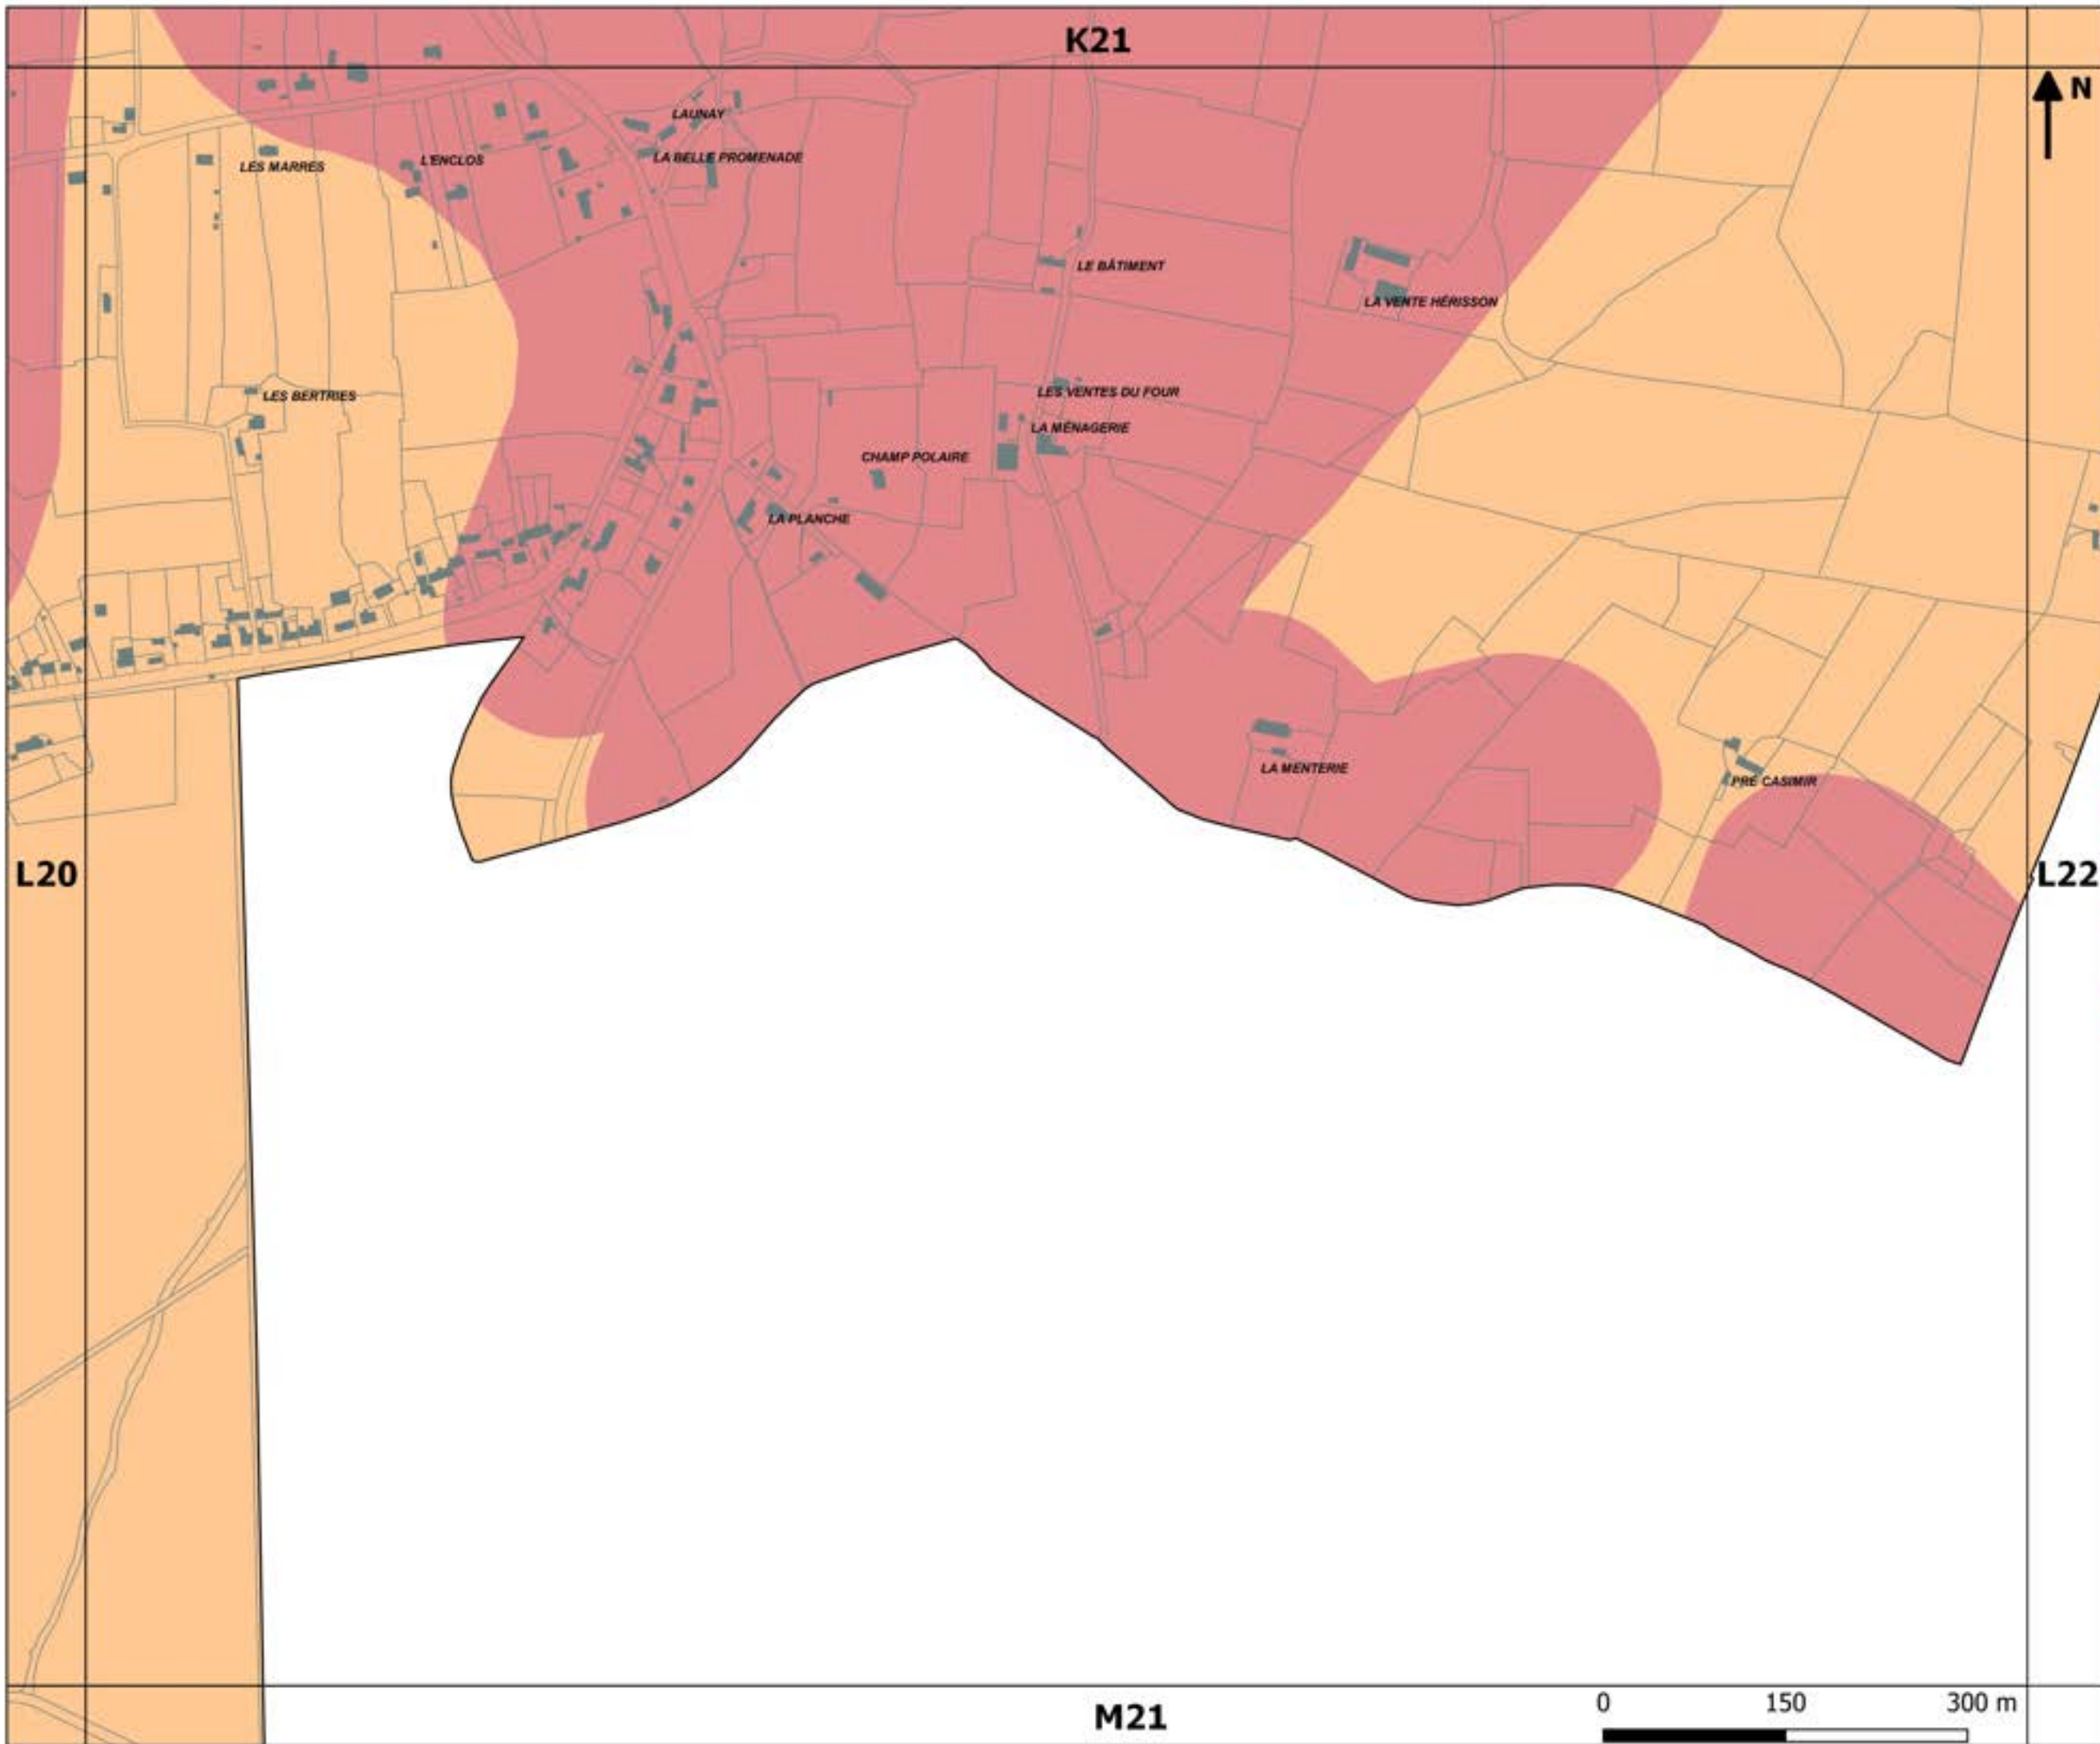 K21
N
LAUNAY
LA BELLE PROMENADE
L'ENCLOS
LES MARRES
LE BÂTIMENT
LA VENTE HÉRISSON
LES BERTRIES
LES VENTES DU FOUR
LA MÉNAGERIE
CHAMP POLAIRE
LA PLANCHE
LA MENTERIE
PRÉ CASIMIR
L20
L22
0 150 300 m
M21